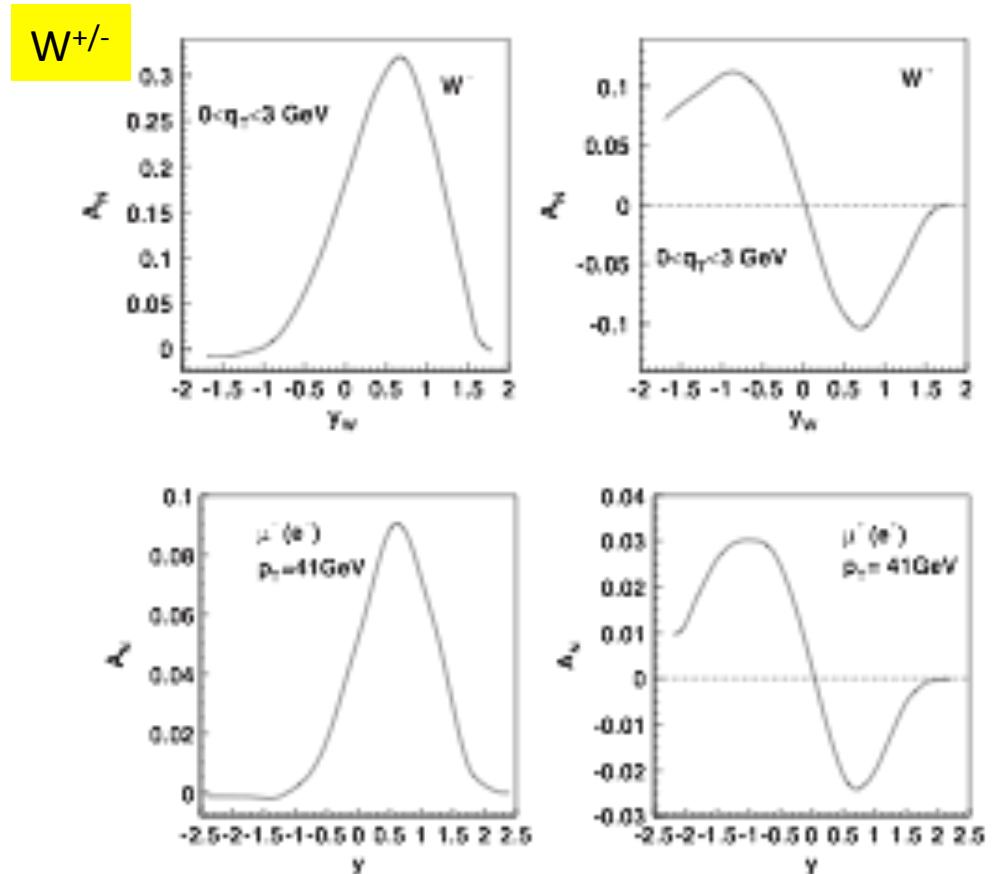 W+/-
0<qT<3 GeV
W
AN
0.3
0.25
0.2
0.15
0.1
0.05
0
-2 -1.5 -1 -0.5 0 0.5 1 1.5 2
yW
W-
0<qT<3 GeV
AN
0.1
0.05
0
-0.05
-0.1
-2 -1.5 -1 -0.5 0 0.5 1 1.5 2
yW
μ (e)
pT=41GeV
AN
0.1
0.08
0.06
0.04
0.02
0
-2.5 -2 -1.5 -1 -0.5 0 0.5 1 1.5 2 2.5
y
μ-(e-)
pT= 41GeV
AN
0.04
0.03
0.02
0.01
0
-0.01
-0.02
-0.03
-2.5 -2 -1.5 -1 -0.5 0 0.5 1 1.5 2 2.5
y